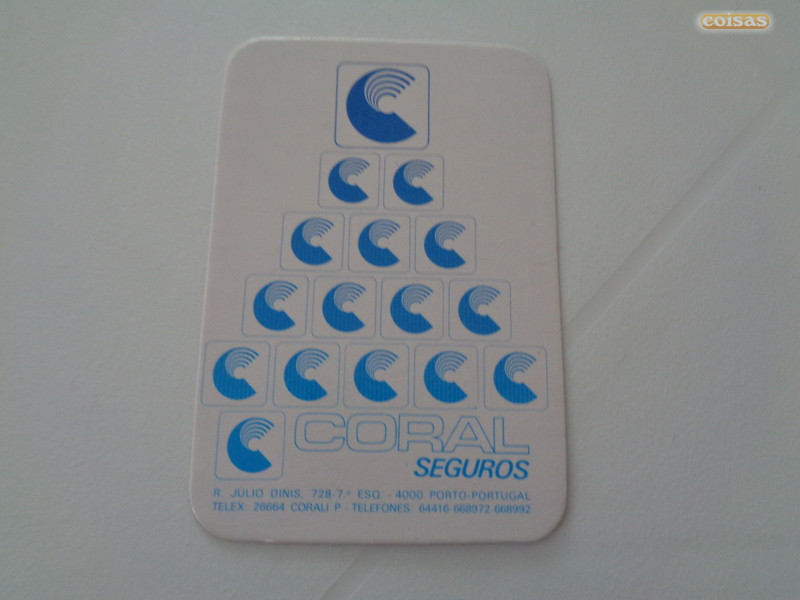 coisas
CORAL
SEGUROS
R. JULIO DINIS, 728-7.º ESQ. - 4000 PORTO-PORTUGAL
TELEX: 26664 CORALI P - TELEFONES: 64416-668972-668992